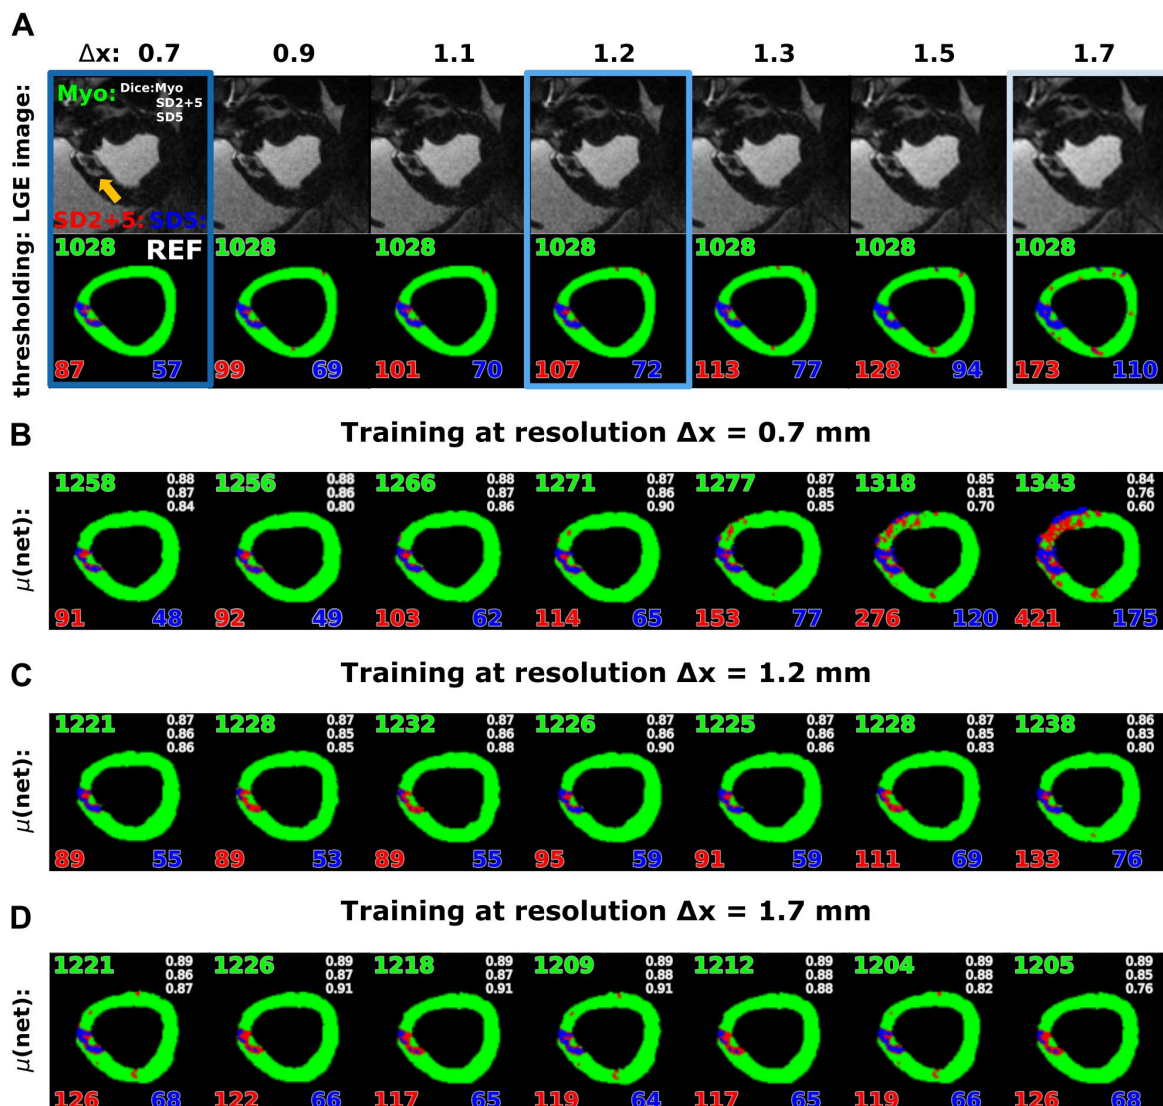 A
Δx: 0.7 0.9 1.1 1.2 1.3 1.5 1.7
LGE image:
Myo: Dice:Myo
SD2+5
SD5
SD2+5: SD5:
thresholding:
1028 REF 1028 1028 1028 1028 1028 1028
87 57 99 69 101 70 107 72 113 77 128 94 173 110
B
Training at resolution Δx = 0.7 mm
μ(net):
1258 0.88 1256 0.88 1266 0.88 1271 0.87 1277 0.87 1318 0.85 1343 0.84
0.87 0.86 0.87 0.86 0.85 0.81 0.76
0.84 0.80 0.86 0.90 0.85 0.70 0.60
91 48 92 49 103 62 114 65 153 77 276 120 421 175
C
Training at resolution Δx = 1.2 mm
μ(net):
1221 0.87 1228 0.87 1232 0.87 1226 0.87 1225 0.87 1228 0.87 1238 0.86
0.86 0.85 0.86 0.86 0.86 0.85 0.83
0.86 0.85 0.88 0.90 0.86 0.83 0.80
89 55 89 53 89 55 95 59 91 59 111 69 133 76
D
Training at resolution Δx = 1.7 mm
μ(net):
1221 0.89 1226 0.89 1218 0.89 1209 0.89 1212 0.89 1204 0.89 1205 0.89
0.86 0.87 0.87 0.88 0.88 0.88 0.85
0.87 0.91 0.91 0.91 0.88 0.82 0.76
126 68 122 66 117 65 119 64 117 65 119 66 126 68